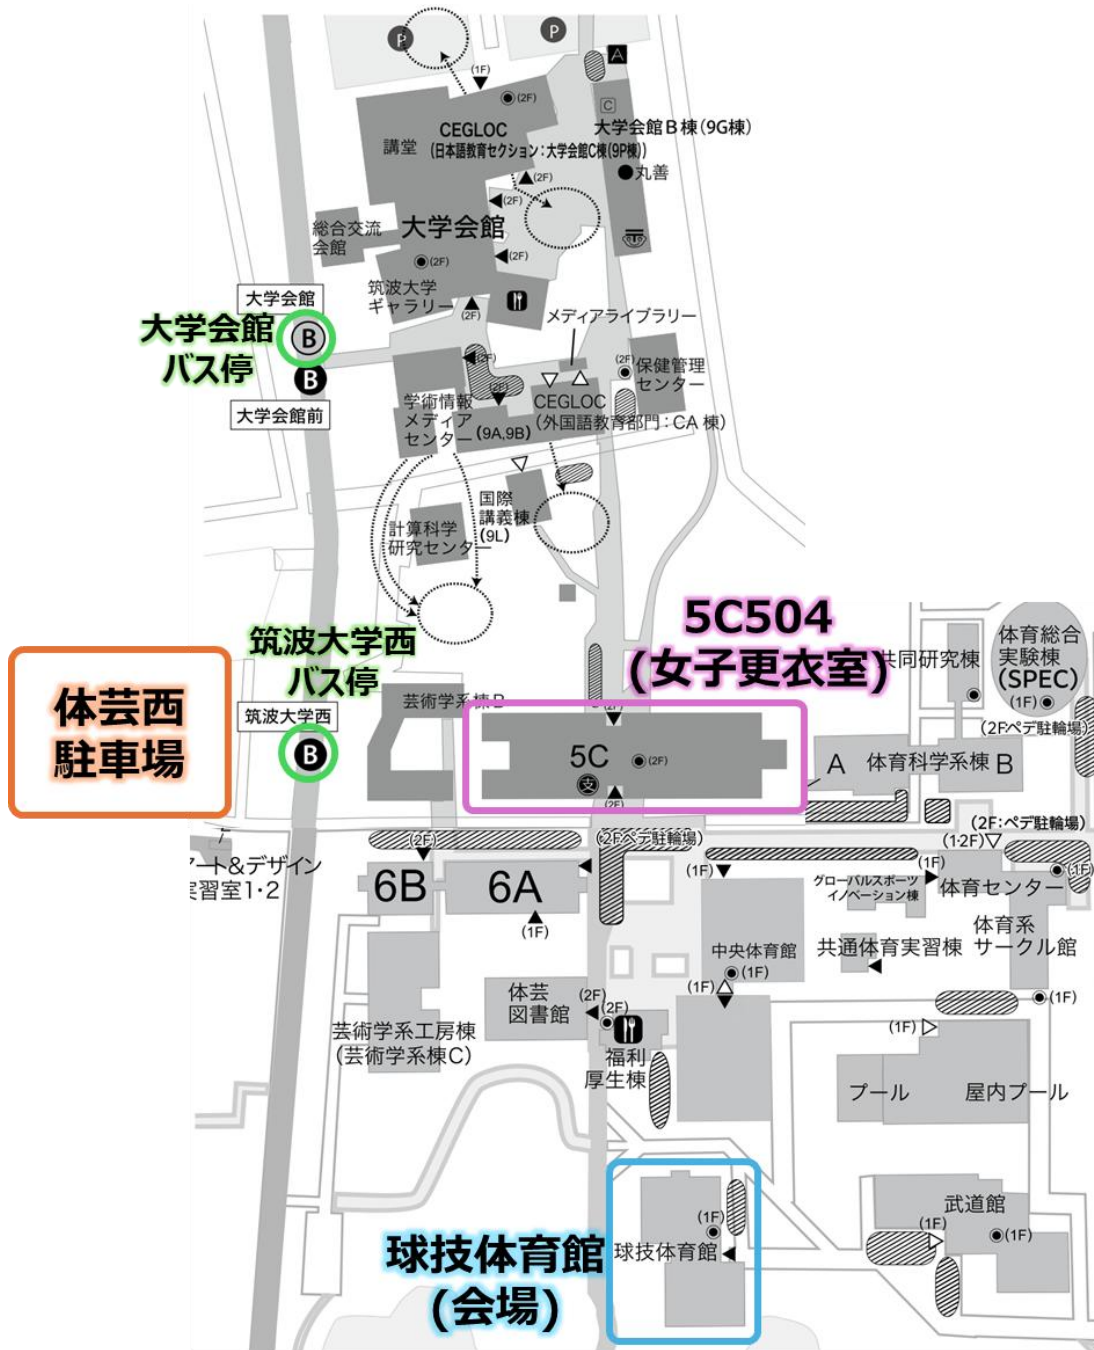 P
P
(1F)
A
(2F)
C
CEGLOC
大学会館B棟(9G棟)
講堂
(日本語教育セクション:大学会館C棟(9P棟))
丸善
(2F)
(2F)
大学会館
総合交流
会館
(2F)
(2F)
筑波大学
ギャラリー
大学会館
(2F)
メディアライブラリー
大学会館
バス停
B
B
(2F)
(2F)
保健管理
センター
(2F)
大学会館前
学術情報
メディア
センター
(9A,9B)
CEGLOC
(外国語教育部門:CA棟)
国際
講義棟
(9L)
計算科学
研究センター
5C504
(女子更衣室)
筑波大学西
バス停
体育総合
実験棟
(SPEC)
(1F)
共同研究棟
体芸西
駐車場
筑波大学西
芸術学系棟B
(2F)
(2Fペデ駐輪場)
B
5C
(2F)
支
(2F)
A
体育科学系棟
B
(2F)
(2Fペデ駐輪場)
(2F:ペデ駐輪場)
(1·2F)
アート&デザイン
実習室1・2
6B
6A
(1F)
(1F)
(1F)
グローバルスポーツ
イノベーション棟
体育センター
(1F)
体育系
サークル館
中央体育館
共通体育実習棟
(1F)
(1F)
体芸
図書館
(2F)
(2F)
(1F)
(1F)
芸術学系工房棟
(芸術学系棟C)
福利
厚生棟
プール
屋内プール
武道館
(1F)
(1F)
(1F)
球技体育館
球技体育館
(会場)